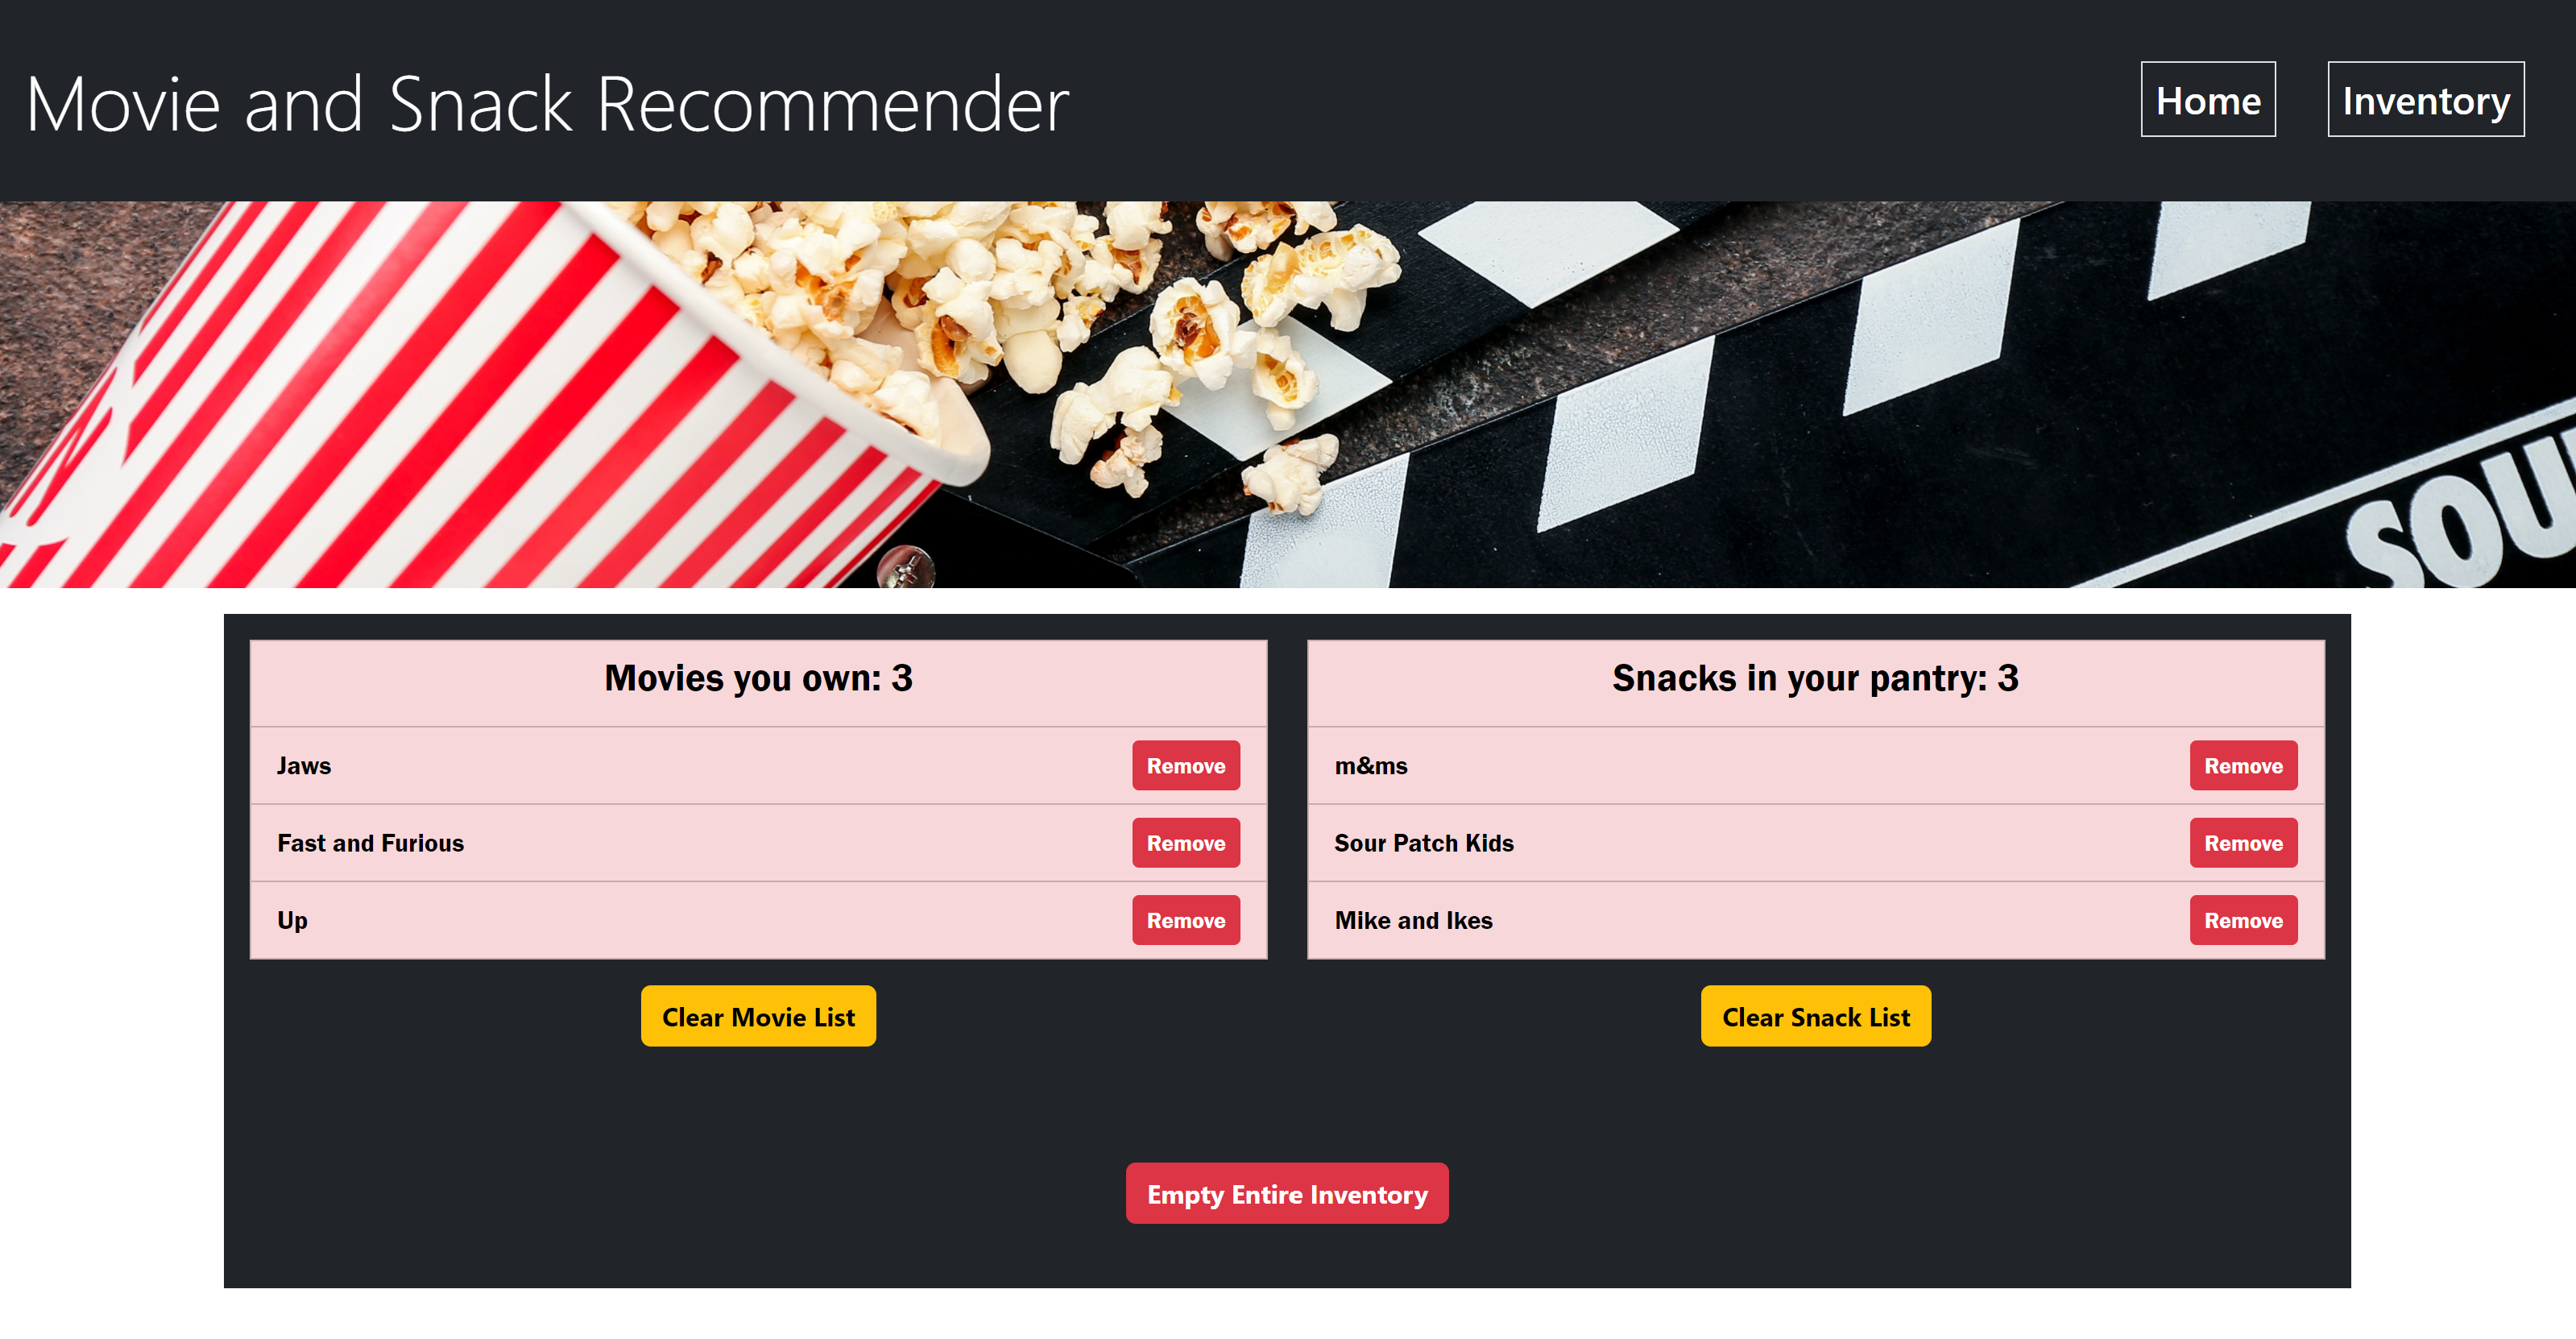 Movie and Snack Recommender
Home
Inventory
SOU
Movies you own: 3
Jaws
Remove
Fast and Furious
Remove
Up
Remove
Clear Movie List
Snacks in your pantry: 3
m&ms
Remove
Sour Patch Kids
Remove
Mike and Ikes
Remove
Clear Snack List
Empty Entire Inventory